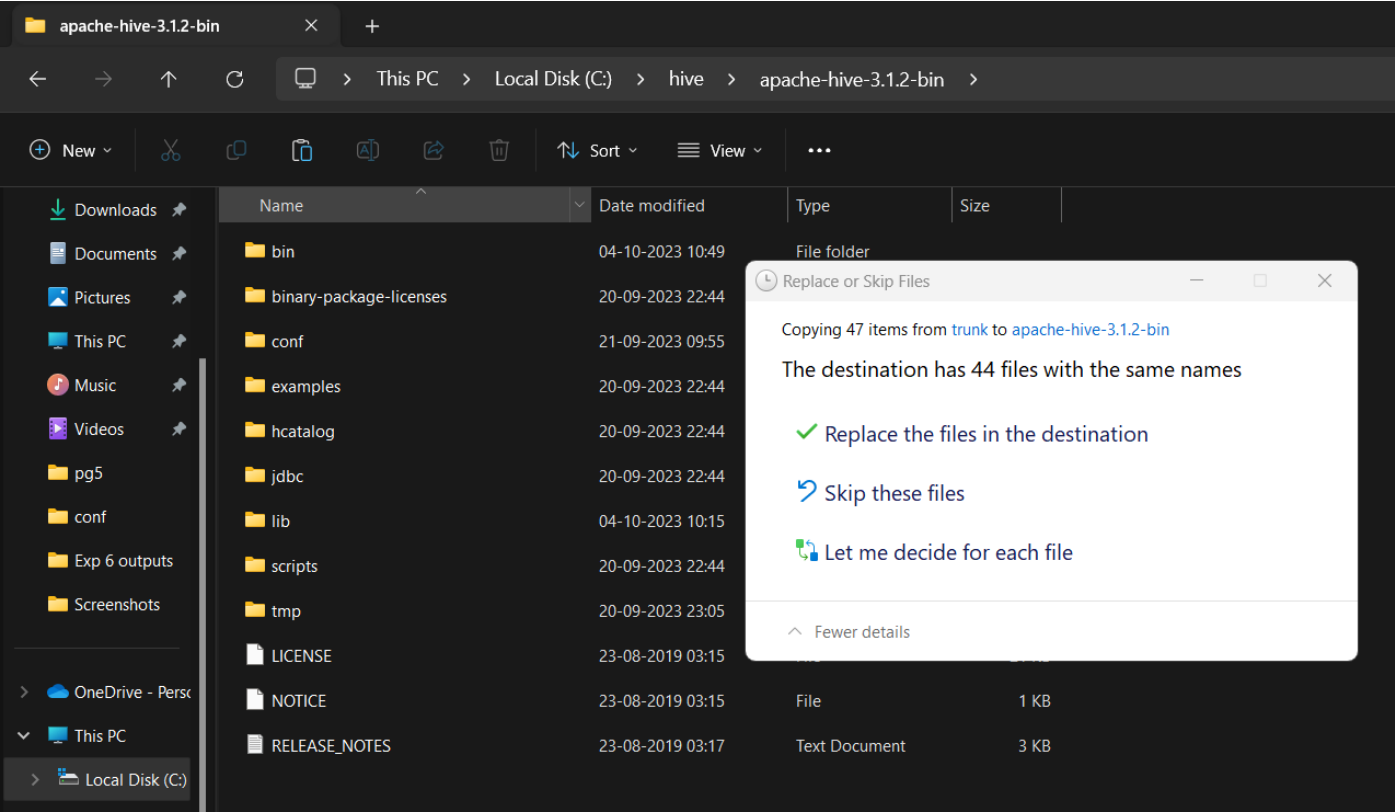 apache-hive-3.1.2-bin
This PC > Local Disk (C:) > hive > apache-hive-3.1.2-bin >
New Sort View
Name Date modified Type Size
Downloads
Documents
Pictures
This PC
Music
Videos
pg5
conf
Exp 6 outputs
Screenshots
OneDrive - Perso
This PC
Local Disk (C:)
bin 04-10-2023 10:49 File folder
binary-package-licenses 20-09-2023 22:44
conf 21-09-2023 09:55
examples 20-09-2023 22:44
hcatalog 20-09-2023 22:44
jdbc 20-09-2023 22:44
lib 04-10-2023 10:15
scripts 20-09-2023 22:44
tmp 20-09-2023 23:05
LICENSE 23-08-2019 03:15
NOTICE 23-08-2019 03:15 File 1 KB
RELEASE_NOTES 23-08-2019 03:17 Text Document 3 KB
Replace or Skip Files
Copying 47 items from trunk to apache-hive-3.1.2-bin
The destination has 44 files with the same names
Replace the files in the destination
Skip these files
Let me decide for each file
Fewer details